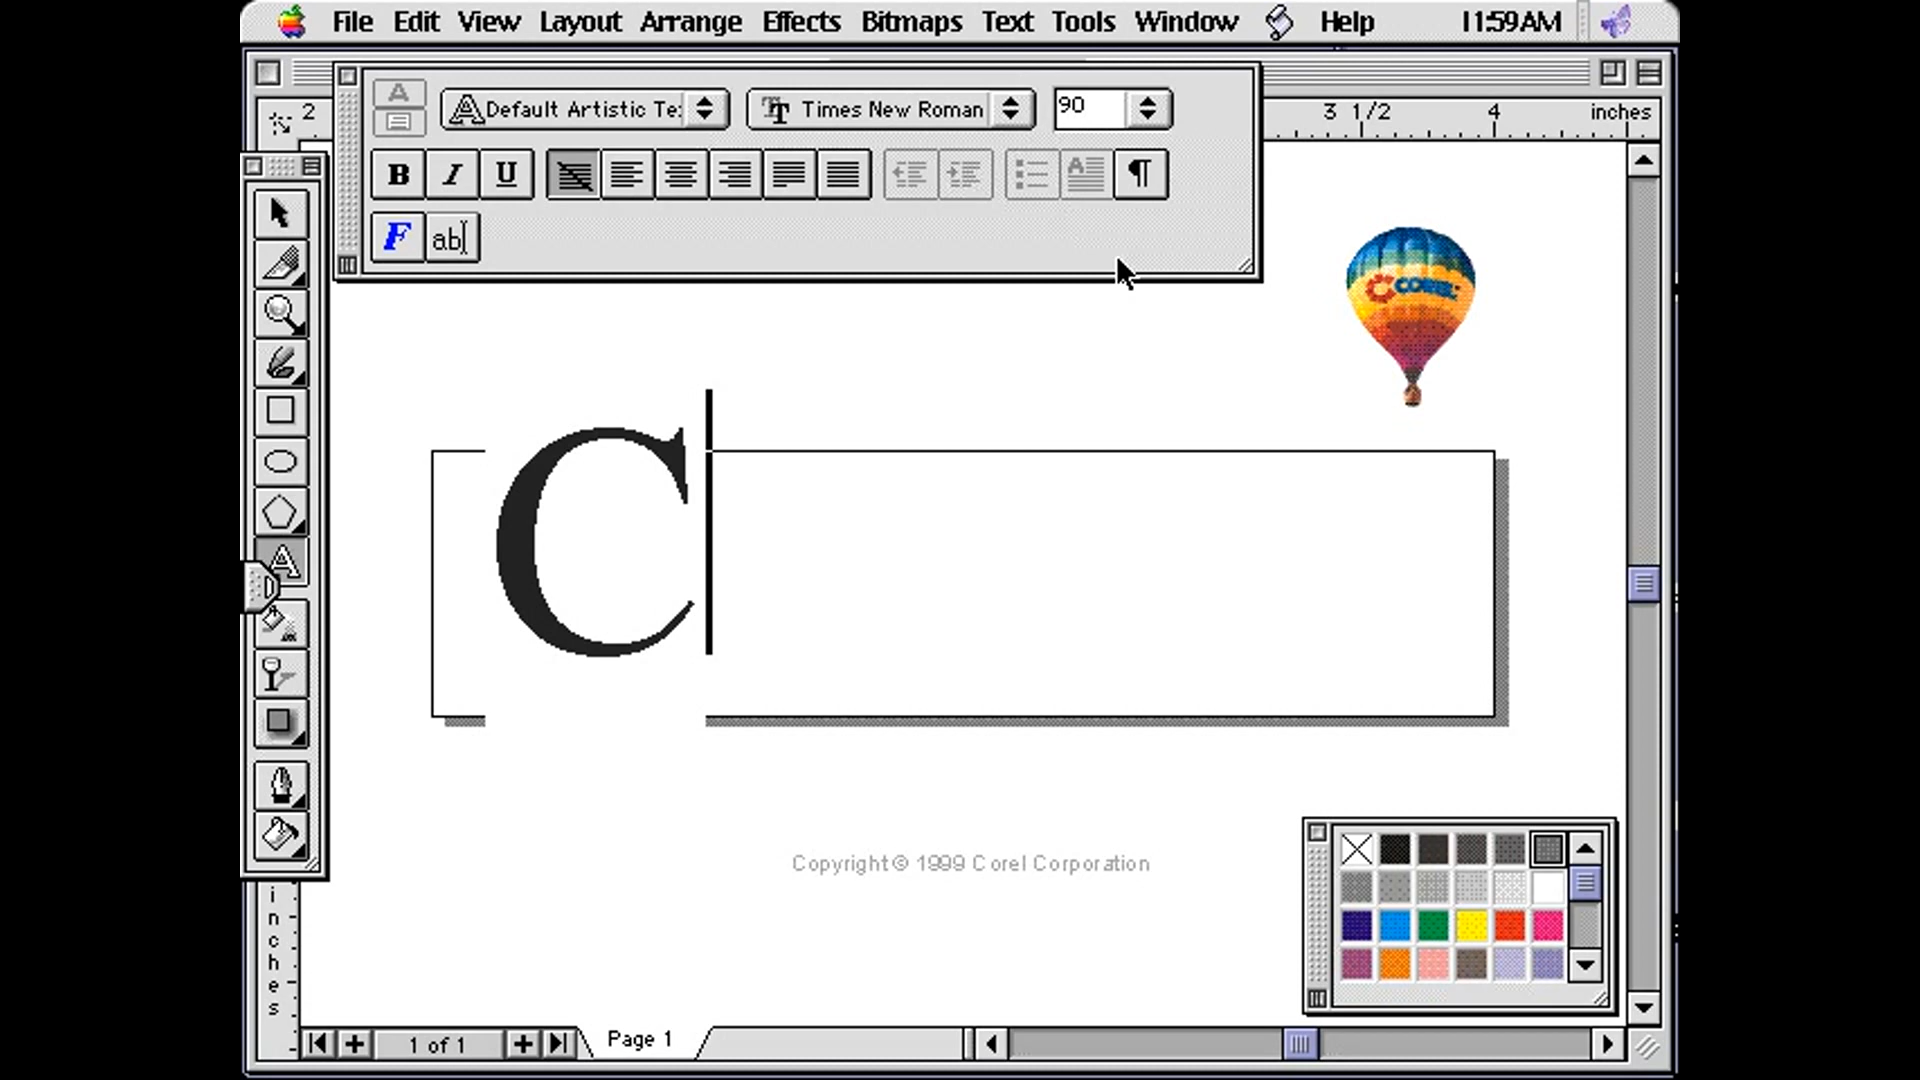 File Edit View Layout Arrange Effects Bitmaps Text Tools Window Help 11:59 AM
A Default Artistic Te: Times New Roman 90
2 3 1/2 4 inches
B I U ¶
F ab
COREL
A
C
Copyright © 1999 Corel Corporation
inches
1 of 1 Page 1